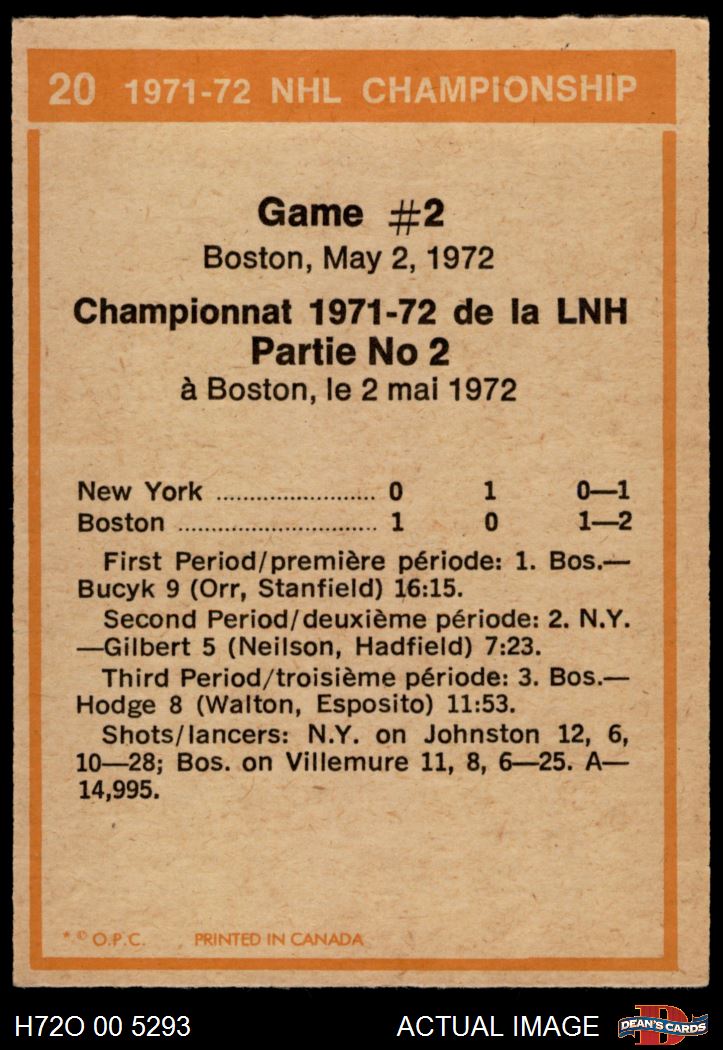 20 1971-72 NHL CHAMPIONSHIP
Game #2
Boston, May 2, 1972
Championnat 1971-72 de la LNH
Partie No 2
à Boston, le 2 mai 1972
New York ........................ 0 1 0—1
Boston .............................. 1 0 1—2
First Period/première période: 1. Bos.—
Bucyk 9 (Orr, Stanfield) 16:15.
Second Period/deuxième période: 2. N.Y.
—Gilbert 5 (Neilson, Hadfield) 7:23.
Third Period/troisième période: 3. Bos.—
Hodge 8 (Walton, Esposito) 11:53.
Shots/lancers: N.Y. on Johnston 12, 6,
10—28; Bos. on Villemure 11, 8, 6—25. A—
14,995.
* © O.P.C. PRINTED IN CANADA
H72O 00 5293 ACTUAL IMAGE D DEAN'S CARDS